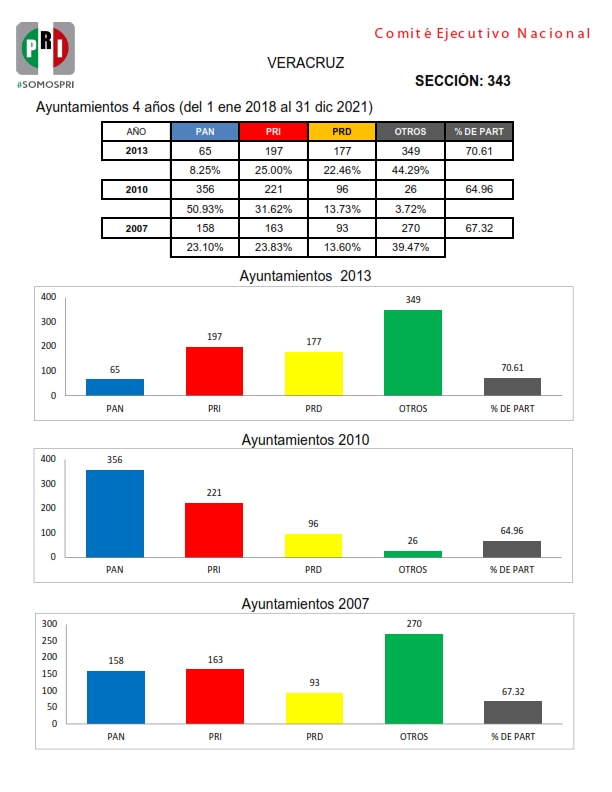 PRI
#SOMOSPRI
Comité Ejecutivo Nacional
VERACRUZ
SECCIÓN: 343
Ayuntamientos 4 años (del 1 ene 2018 al 31 dic 2021)
AÑO PAN PRI PRD OTROS % DE PART
2013 65 197 177 349 70.61
8.25% 25.00% 22.46% 44.29%
2010 356 221 96 26 64.96
50.93% 31.62% 13.73% 3.72%
2007 158 163 93 270 67.32
23.10% 23.83% 13.60% 39.47%
Ayuntamientos 2013
400
300
200
100
0
65 197 177 349 70.61
PAN PRI PRD OTROS % DE PART
Ayuntamientos 2010
400
300
200
100
0
356 221 96 26 64.96
PAN PRI PRD OTROS % DE PART
Ayuntamientos 2007
300
250
200
150
100
50
0
158 163 93 270 67.32
PAN PRI PRD OTROS % DE PART